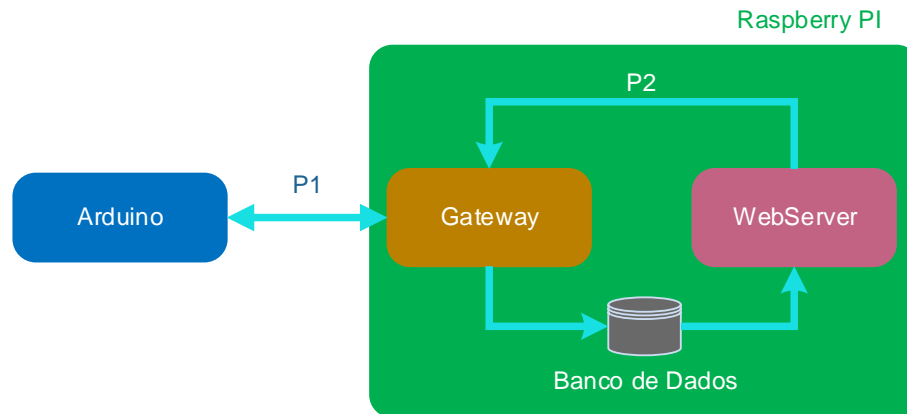 Raspberry PI
P2
P1
Arduino
Gateway
WebServer
Banco de Dados